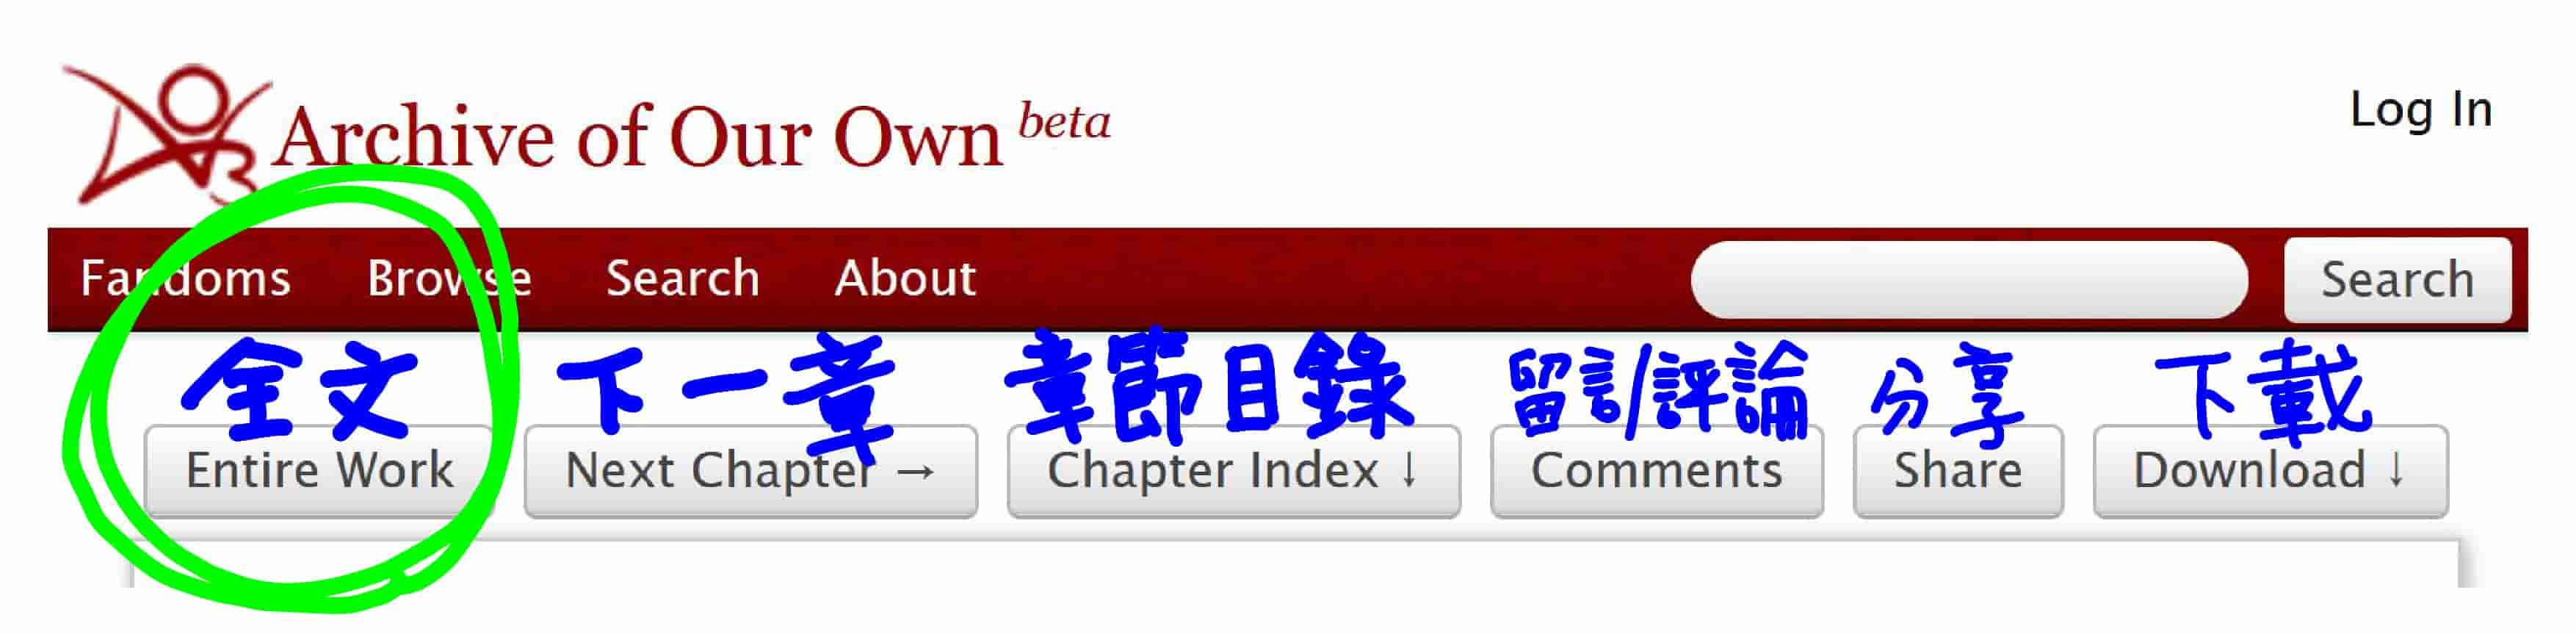 Archive of Our Own beta
Log In
Fandoms Browse Search About Search
全文 下一章 章節目錄 留言/評論 分享 下載
Entire Work Next Chapter → Chapter Index ↓ Comments Share Download ↓